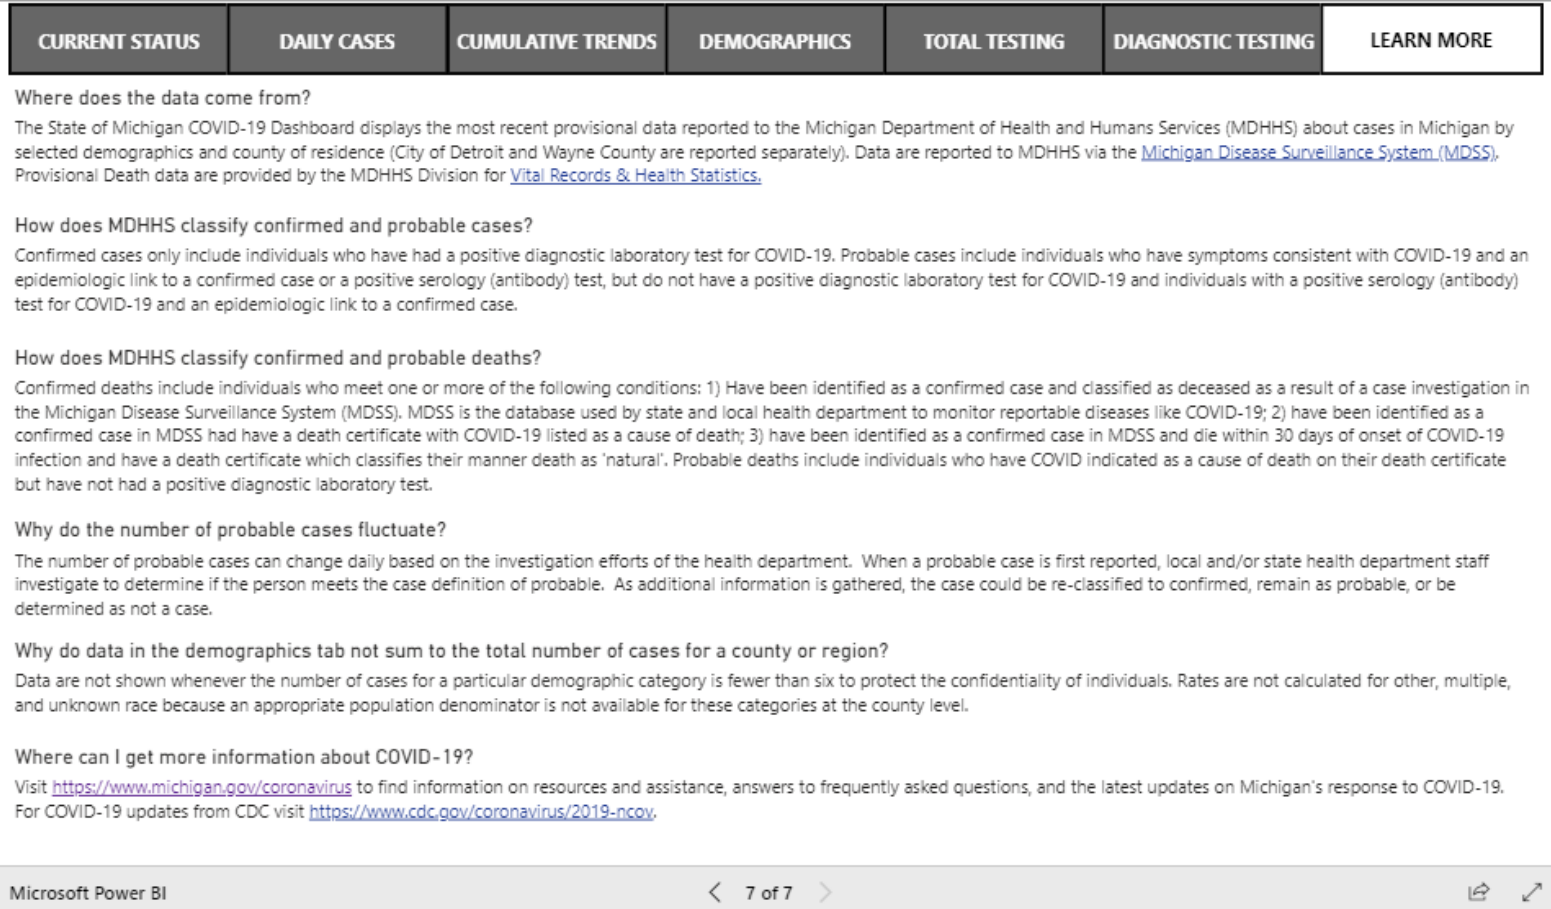 CURRENT STATUS DAILY CASES CUMULATIVE TRENDS DEMOGRAPHICS TOTAL TESTING DIAGNOSTIC TESTING LEARN MORE
Where does the data come from?
The State of Michigan COVID-19 Dashboard displays the most recent provisional data reported to the Michigan Department of Health and Humans Services (MDHHS) about cases in Michigan by
selected demographics and county of residence (City of Detroit and Wayne County are reported separately). Data are reported to MDHHS via the Michigan Disease Surveillance System (MDSS),
Provisional Death data are provided by the MDHHS Division for Vital Records & Health Statistics.
How does MDHHS classify confirmed and probable cases?
Confirmed cases only include individuals who have had a positive diagnostic laboratory test for COVID-19. Probable cases include individuals who have symptoms consistent with COVID-19 and an
epidemiologic link to a confirmed case or a positive serology (antibody) test, but do not have a positive diagnostic laboratory test for COVID-19 and individuals with a positive serology (antibody)
test for COVID-19 and an epidemiologic link to a confirmed case.
How does MDHHS classify confirmed and probable deaths?
Confirmed deaths include individuals who meet one or more of the following conditions: 1) Have been identified as a confirmed case and classified as deceased as a result of a case investigation in
the Michigan Disease Surveillance System (MDSS). MDSS is the database used by state and local health department to monitor reportable diseases like COVID-19; 2) have been identified as a
confirmed case in MDSS had have a death certificate with COVID-19 listed as a cause of death; 3) have been identified as a confirmed case in MDSS and die within 30 days of onset of COVID-19
infection and have a death certificate which classifies their manner death as 'natural'. Probable deaths include individuals who have COVID indicated as a cause of death on their death certificate
but have not had a positive diagnostic laboratory test.
Why do the number of probable cases fluctuate?
The number of probable cases can change daily based on the investigation efforts of the health department. When a probable case is first reported, local and/or state health department staff
investigate to determine if the person meets the case definition of probable. As additional information is gathered, the case could be re-classified to confirmed, remain as probable, or be
determined as not a case.
Why do data in the demographics tab not sum to the total number of cases for a county or region?
Data are not shown whenever the number of cases for a particular demographic category is fewer than six to protect the confidentiality of individuals. Rates are not calculated for other, multiple,
and unknown race because an appropriate population denominator is not available for these categories at the county level.
Where can I get more information about COVID-19?
Visit https://www.michigan.gov/coronavirus to find information on resources and assistance, answers to frequently asked questions, and the latest updates on Michigan's response to COVID-19.
For COVID-19 updates from CDC visit https://www.cdc.gov/coronavirus/2019-ncov.
Microsoft Power BI 7 of 7